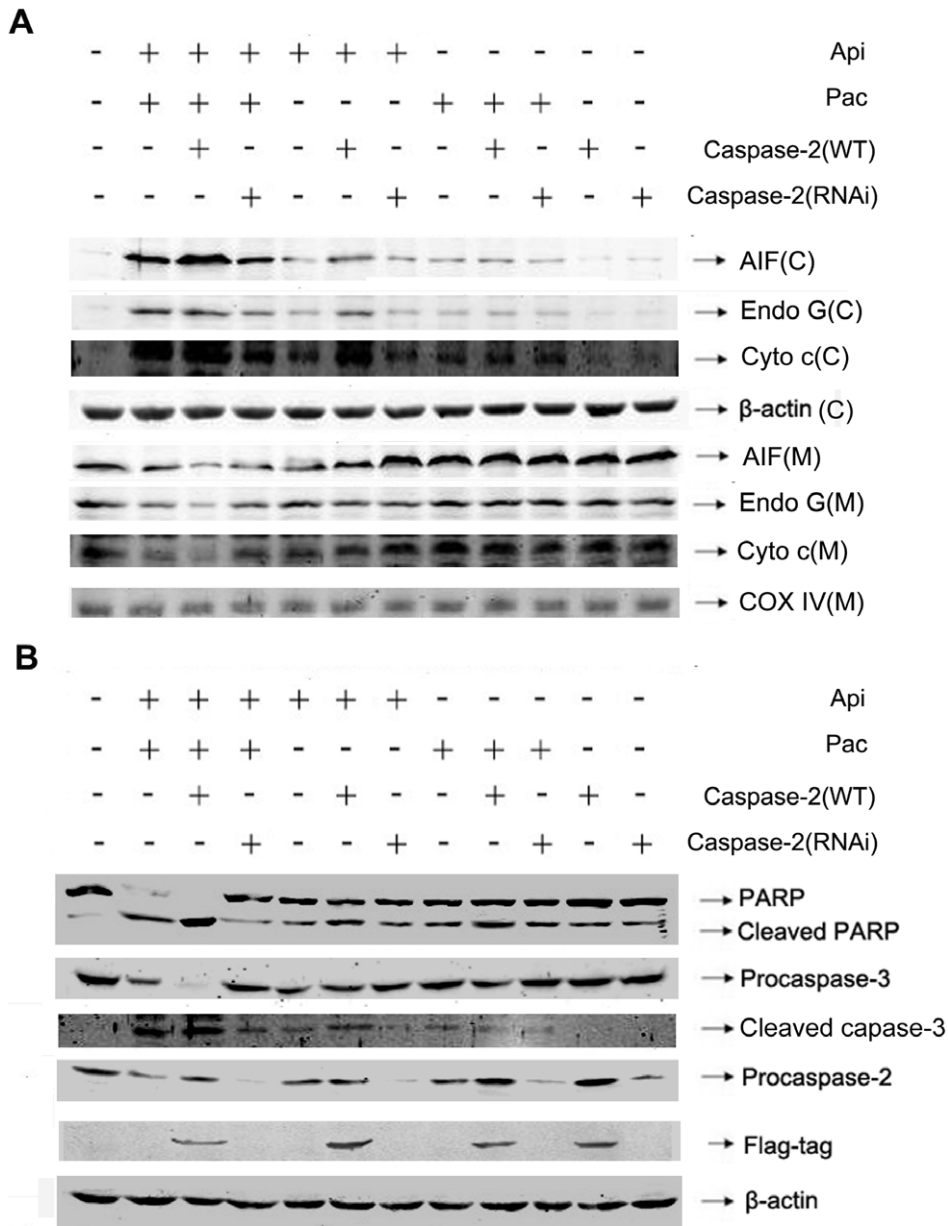 A
- + + + + + + - - - - - Api
- + + + - - - + + + - - Pac
- - + - - + - - + - + - Caspase-2(WT)
- - - + - - + - - + - + Caspase-2(RNAi)
AIF(C)
Endo G(C)
Cyto c(C)
β-actin (C)
AIF(M)
Endo G(M)
Cyto c(M)
COX IV(M)
B
- + + + + + + - - - - - Api
- + + + - - - + + + - - Pac
- - + - - + - - + - + - Caspase-2(WT)
- - - + - - + - - + - + Caspase-2(RNAi)
PARP
Cleaved PARP
Procaspase-3
Cleaved capase-3
Procaspase-2
Flag-tag
β-actin